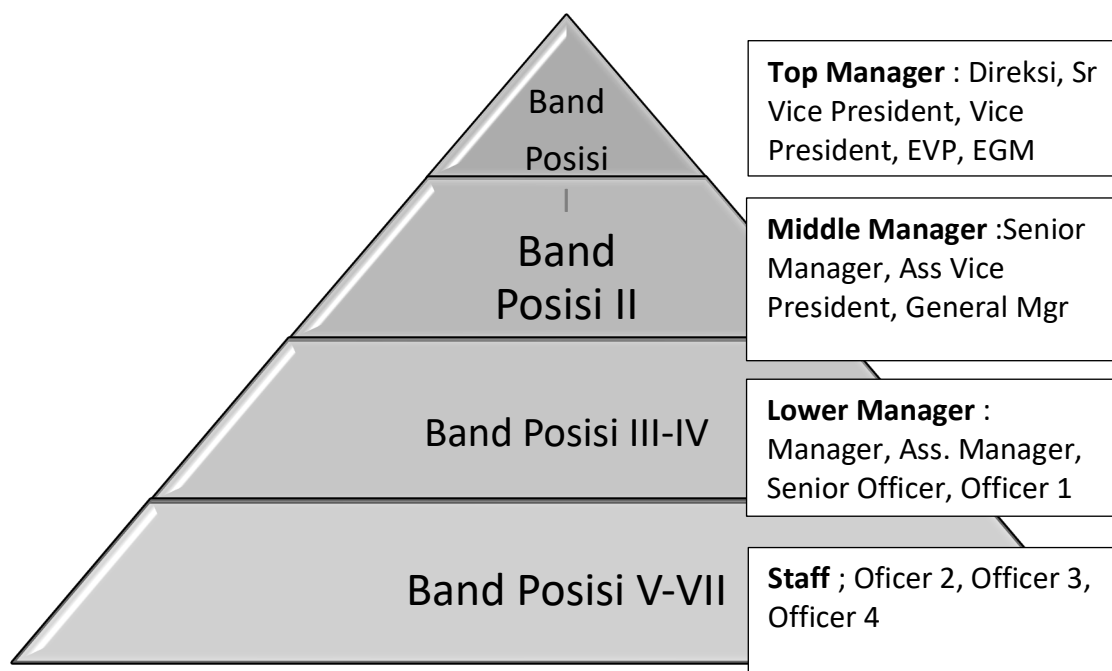 Band
Posisi
I
Top Manager : Direksi, Sr
Vice President, Vice
President, EVP, EGM
Band
Posisi II
Middle Manager :Senior
Manager, Ass Vice
President, General Mgr
Band Posisi III-IV
Lower Manager :
Manager, Ass. Manager,
Senior Officer, Officer 1
Band Posisi V-VII
Staff ; Oficer 2, Officer 3,
Officer 4